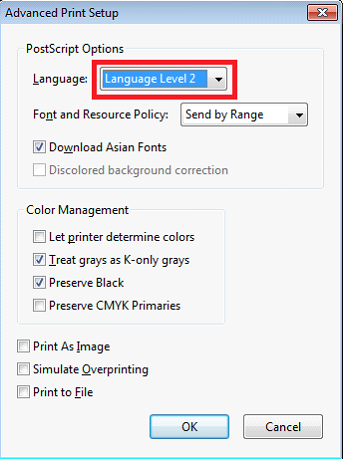 Advanced Print Setup
PostScript Options
Language: Language Level 2
Font and Resource Policy: Send by Range
Download Asian Fonts
Discolored background correction
Color Management
Let printer determine colors
Treat grays as K-only grays
Preserve Black
Preserve CMYK Primaries
Print As Image
Simulate Overprinting
Print to File
OK Cancel